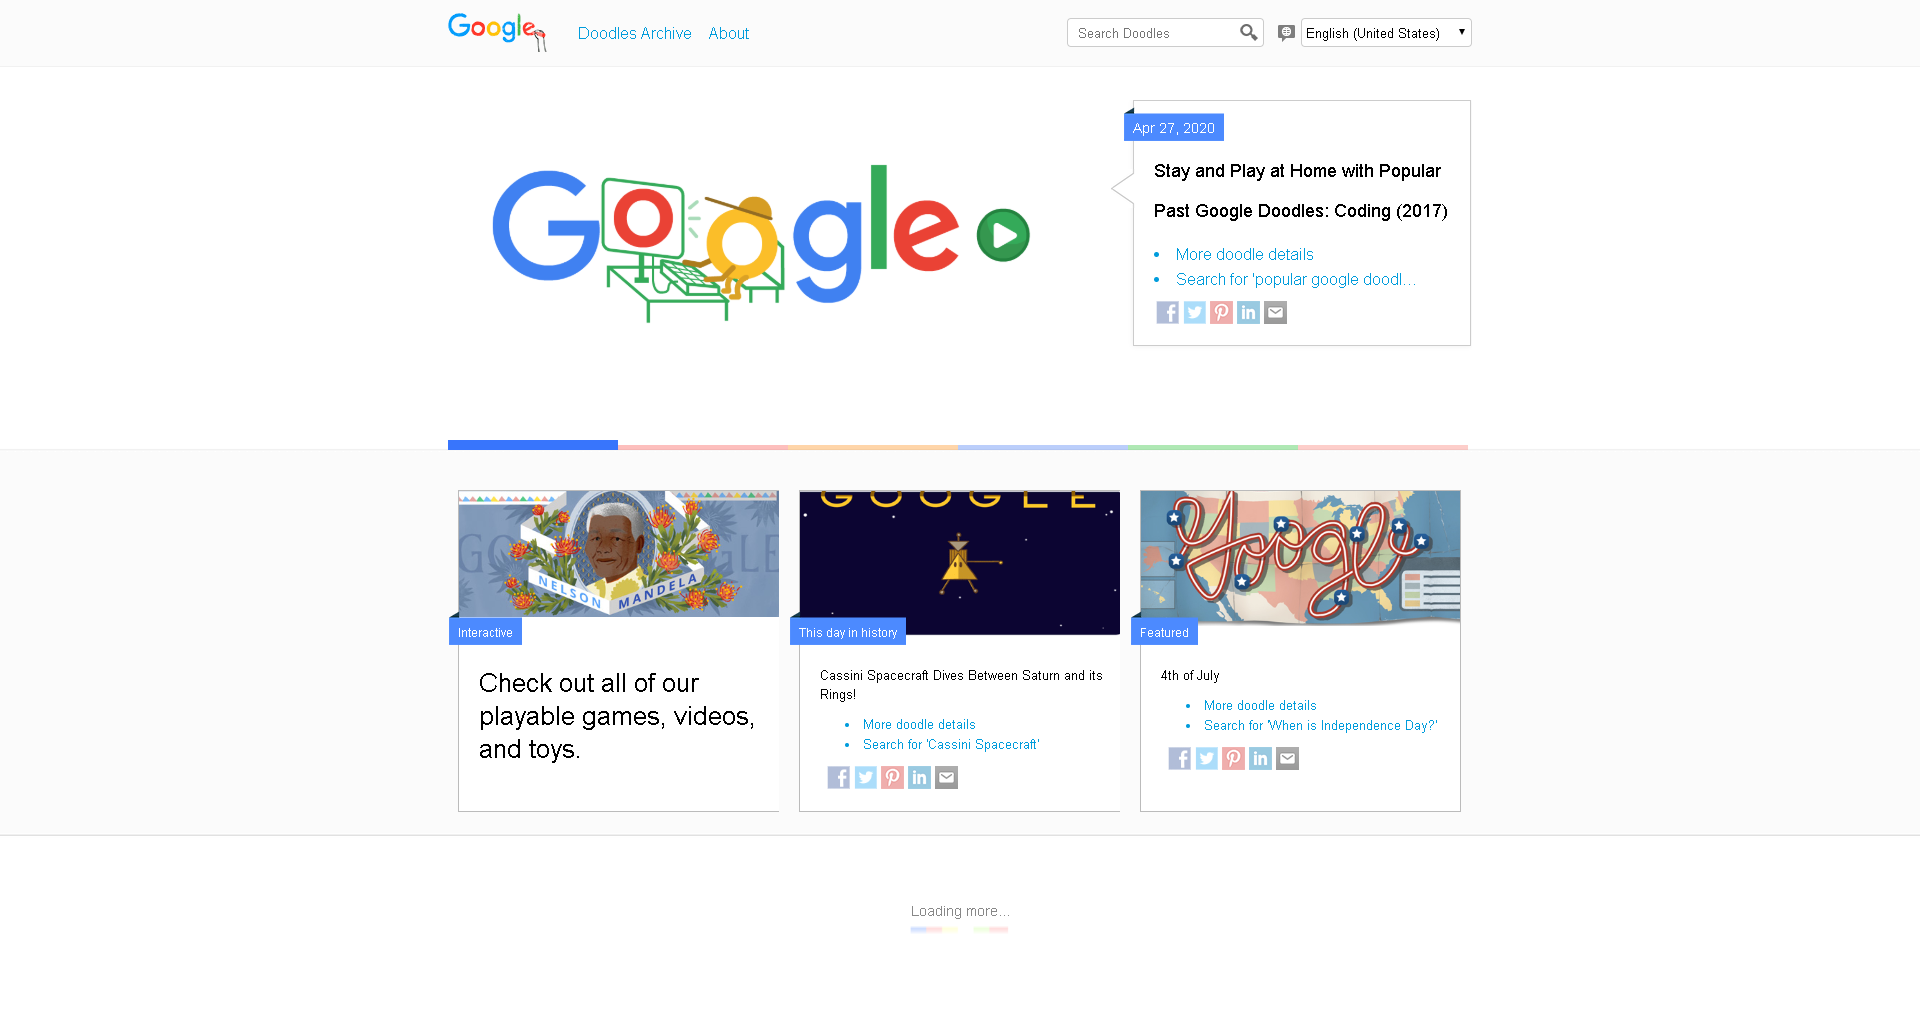 Google
Doodles Archive
About
Search Doodles
English (United States)
Google
Apr 27, 2020
Stay and Play at Home with Popular
Past Google Doodles: Coding (2017)
More doodle details
Search for 'popular google doodl...
GOOGLE
NELSON MANDELA
Interactive
Check out all of our
playable games, videos,
and toys.
GOOGLE
This day in history
Cassini Spacecraft Dives Between Saturn and its
Rings!
More doodle details
Search for 'Cassini Spacecraft'
Google
Featured
4th of July
More doodle details
Search for 'When is Independence Day?'
Loading more...